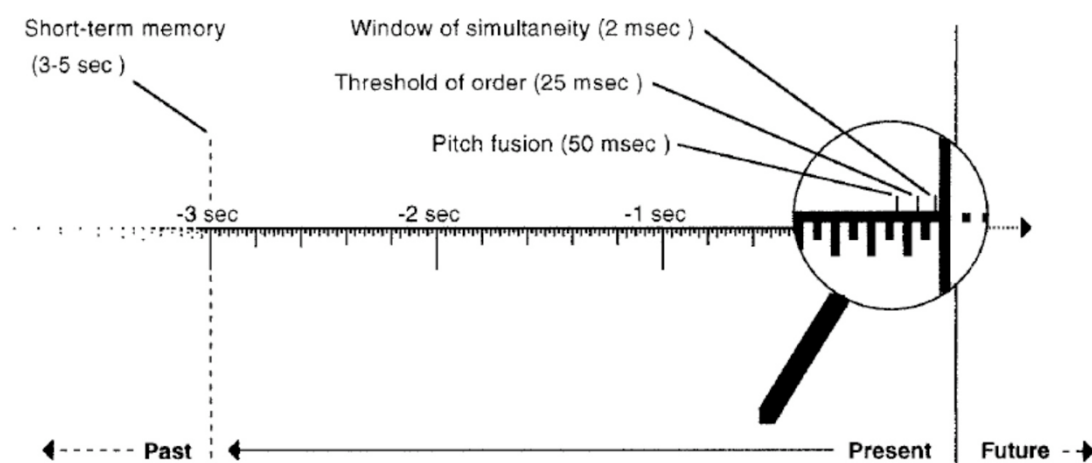 Short-term memory
(3-5 sec )
Window of simultaneity (2 msec )
Threshold of order (25 msec )
Pitch fusion (50 msec )
-3 sec
-2 sec
-1 sec
Past
Present
Future